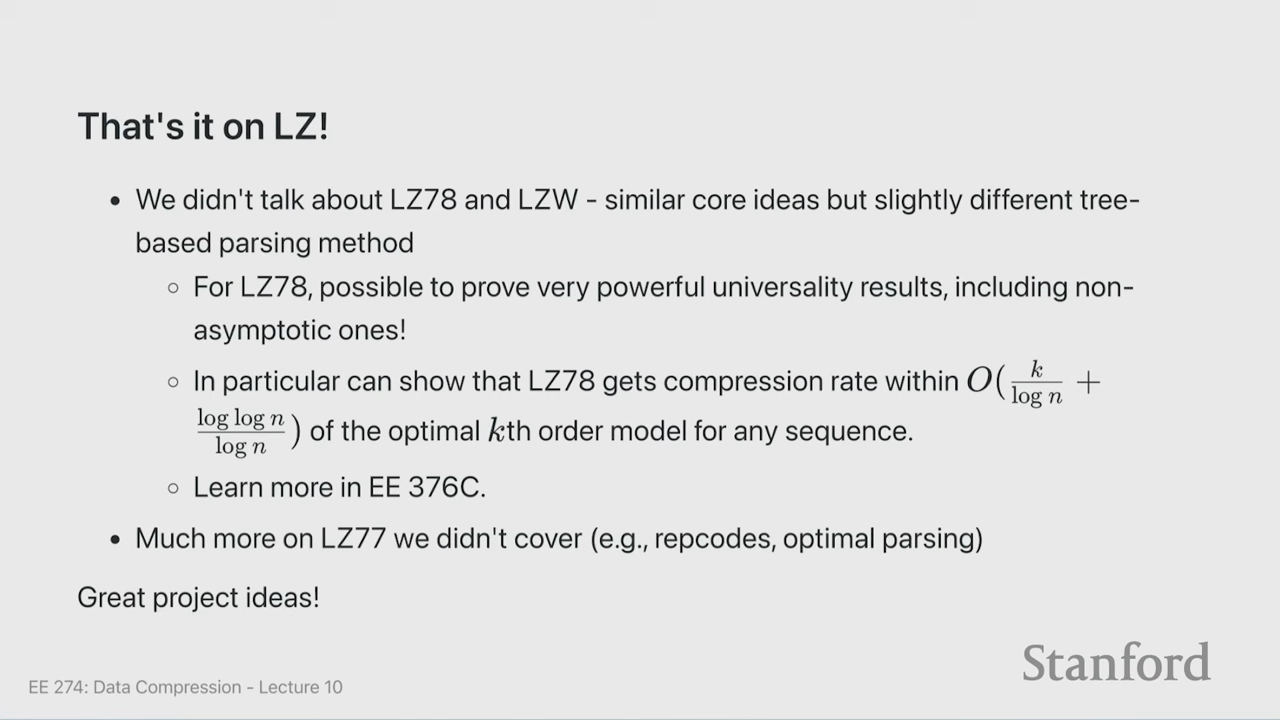 That's it on LZ!
• We didn't talk about LZ78 and LZW - similar core ideas but slightly different tree-
based parsing method
◦ For LZ78, possible to prove very powerful universality results, including non-
asymptotic ones!
◦ In particular can show that LZ78 gets compression rate within $O(\frac{k}{\log n} +$
$\frac{\log \log n}{\log n})$ of the optimal $k$th order model for any sequence.
◦ Learn more in EE 376C.
• Much more on LZ77 we didn't cover (e.g., repcodes, optimal parsing)
Great project ideas!
Stanford
EE 274: Data Compression - Lecture 10